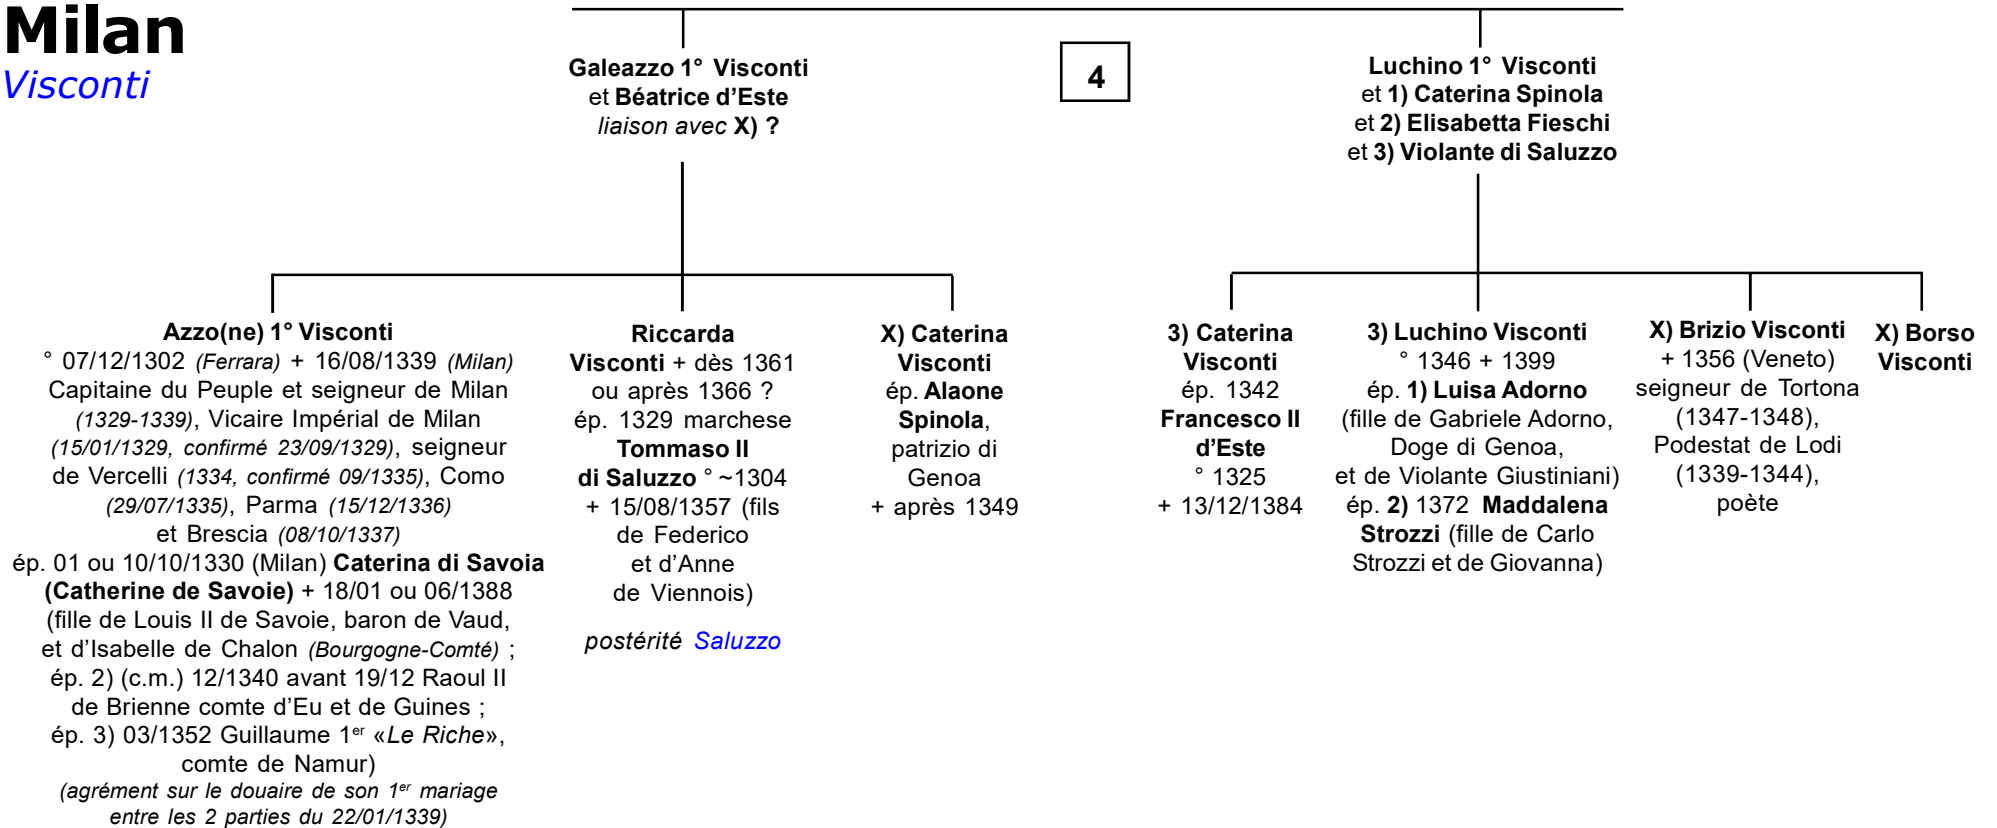 Milan
Visconti
Galeazzo 1° Visconti
et Béatrice d’Este
liaison avec X) ?
4
Luchino 1° Visconti
et 1) Caterina Spinola
et 2) Elisabetta Fieschi
et 3) Violante di Saluzzo
Azzo(ne) 1° Visconti
° 07/12/1302 (Ferrara) + 16/08/1339 (Milan)
Capitaine du Peuple et seigneur de Milan
(1329-1339), Vicaire Impérial de Milan
(15/01/1329, confirmé 23/09/1329), seigneur
de Vercelli (1334, confirmé 09/1335), Como
(29/07/1335), Parma (15/12/1336)
et Brescia (08/10/1337)
ép. 01 ou 10/10/1330 (Milan) Caterina di Savoia
(Catherine de Savoie) + 18/01 ou 06/1388
(fille de Louis II de Savoie, baron de Vaud,
et d’Isabelle de Chalon (Bourgogne-Comté) ;
ép. 2) (c.m.) 12/1340 avant 19/12 Raoul II
de Brienne comte d’Eu et de Guines ;
ép. 3) 03/1352 Guillaume 1er «Le Riche»,
comte de Namur)
(agrément sur le douaire de son 1er mariage
entre les 2 parties du 22/01/1339)
Riccarda
Visconti + dès 1361
ou après 1366 ?
ép. 1329 marchese
Tommaso II
di Saluzzo ° ~1304
+ 15/08/1357 (fils
de Federico
et d’Anne
de Viennois)
postérité Saluzzo
X) Caterina
Visconti
ép. Alaone
Spinola,
patrizio di
Genoa
+ après 1349
3) Caterina
Visconti
ép. 1342
Francesco II
d’Este
° 1325
+ 13/12/1384
3) Luchino Visconti
° 1346 + 1399
ép. 1) Luisa Adorno
(fille de Gabriele Adorno,
Doge di Genoa,
et de Violante Giustiniani)
ép. 2) 1372 Maddalena
Strozzi (fille de Carlo
Strozzi et de Giovanna)
X) Brizio Visconti
+ 1356 (Veneto)
seigneur de Tortona
(1347-1348),
Podestat de Lodi
(1339-1344),
poète
X) Borso
Visconti